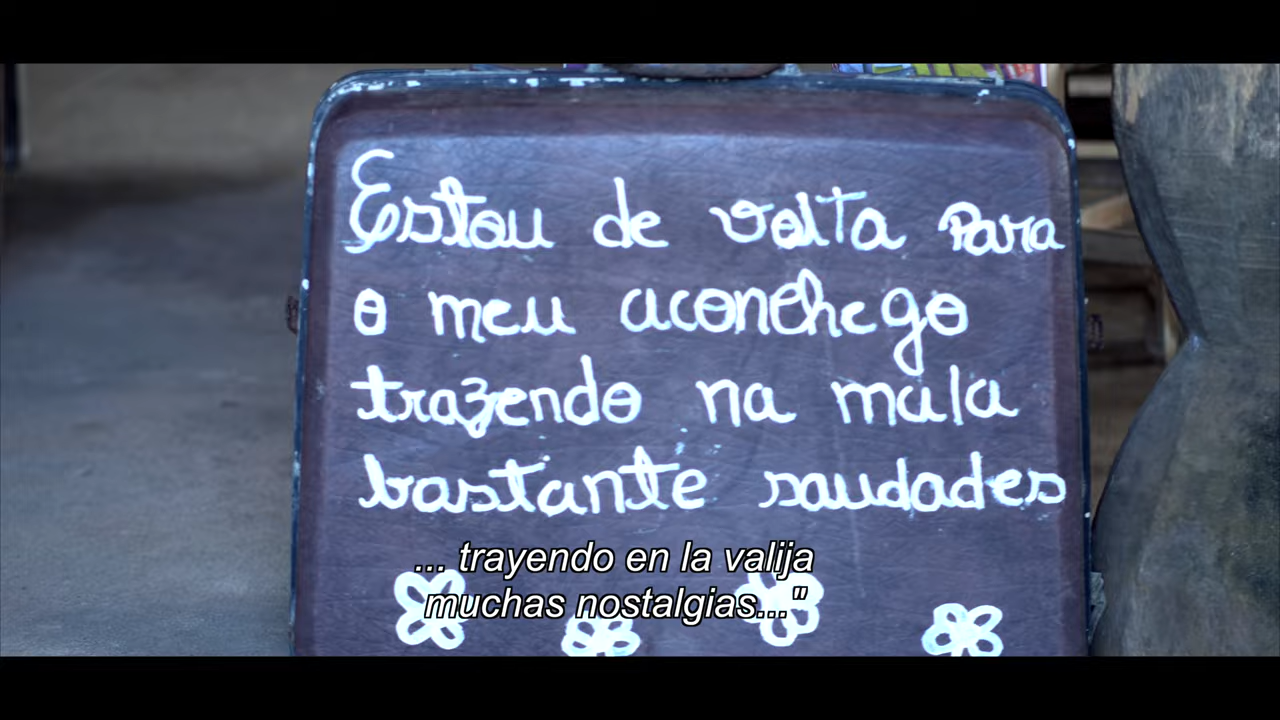 Estou de volta Para
o meu aconchego
trazendo na mala
bastante saudades
... trayendo en la valija
muchas nostalgias..."